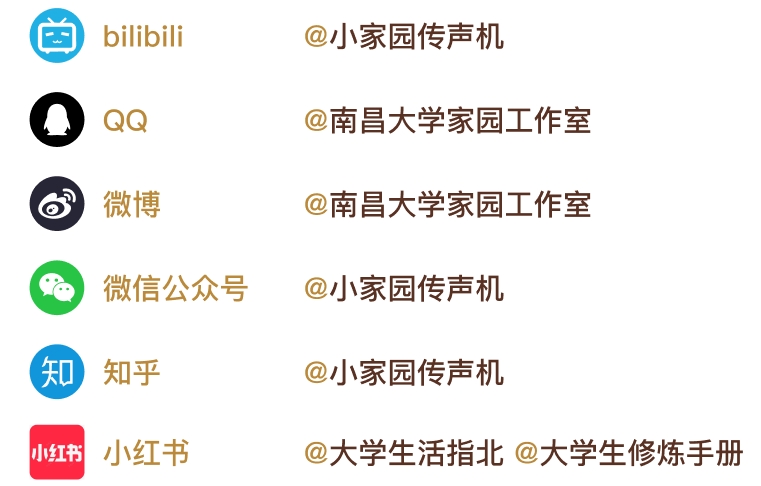 bilibili @小家园传声机
QQ @南昌大学家园工作室
微博 @南昌大学家园工作室
微信公众号 @小家园传声机
知 知乎 @小家园传声机
小红书 小红书 @大学生活指北 @大学生修炼手册